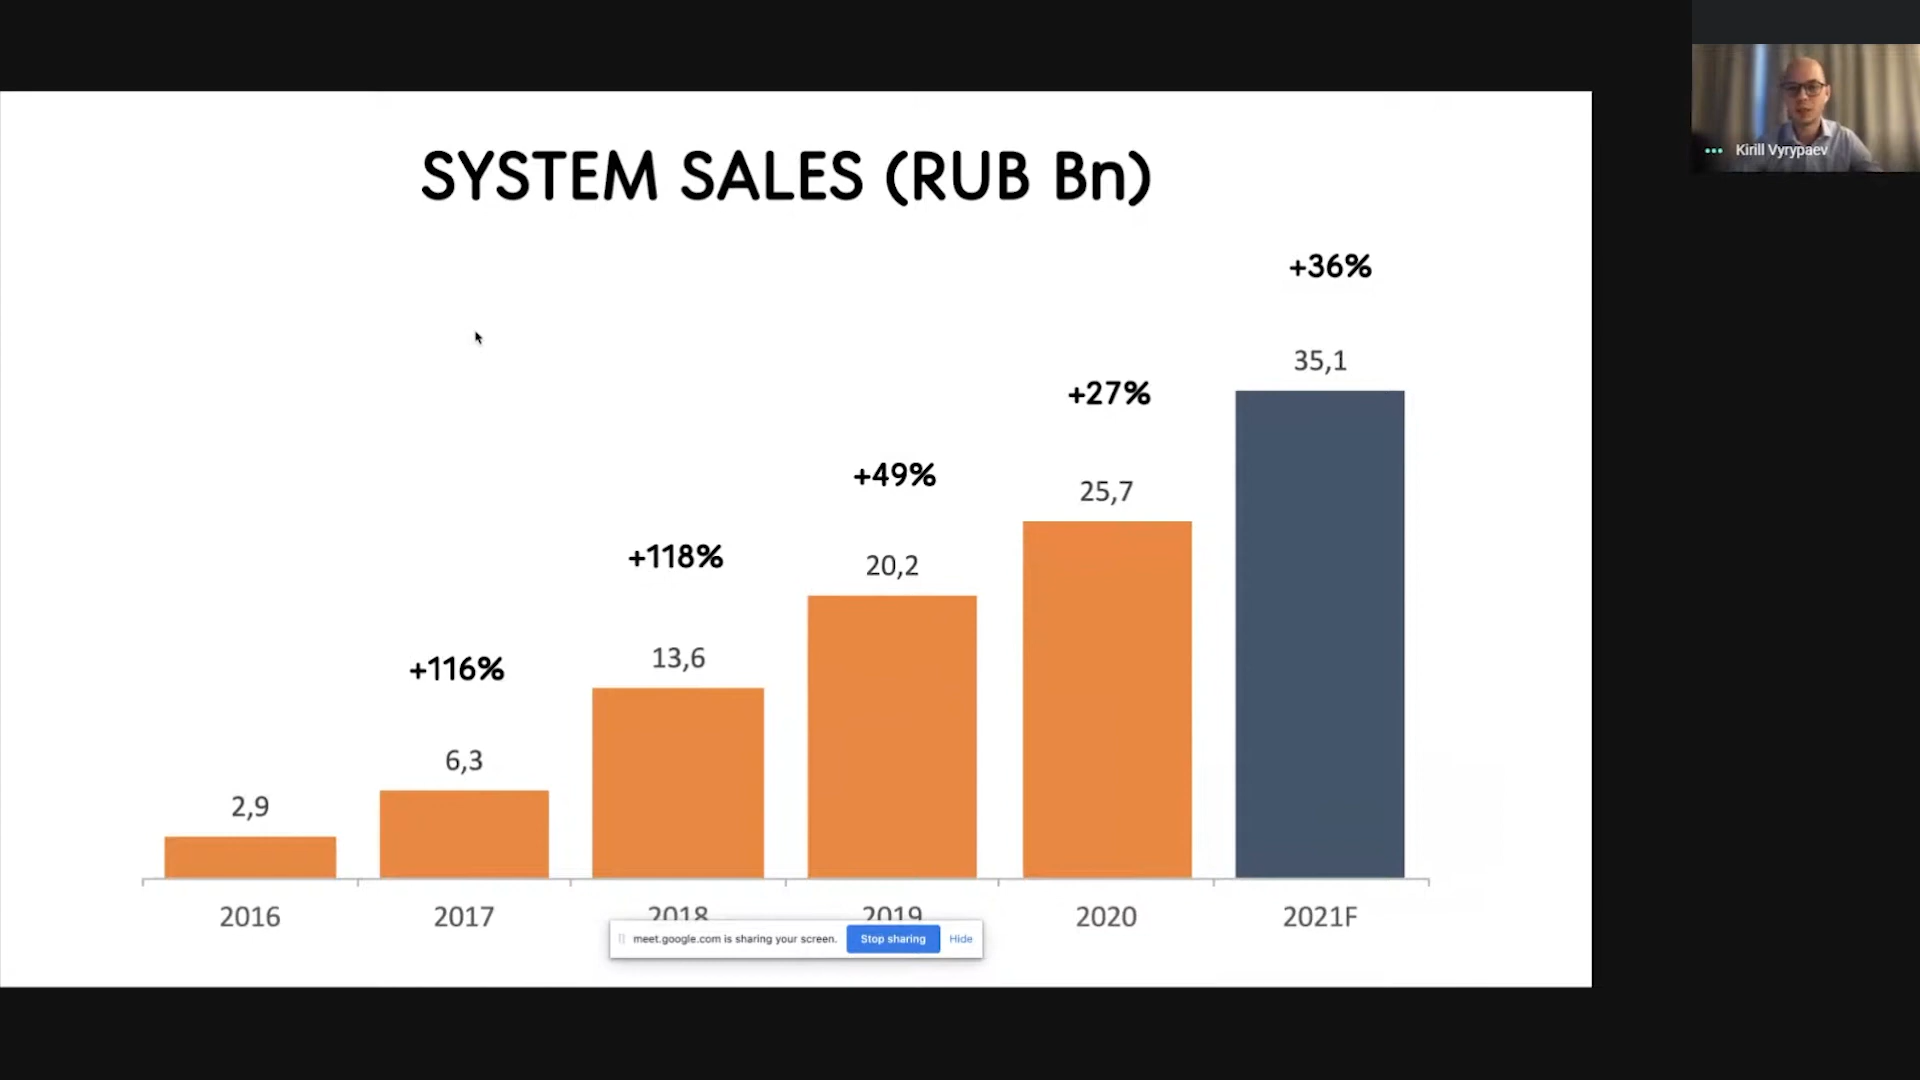 SYSTEM SALES (RUB Bn)
+36%
35,1
+27%
25,7
+49%
20,2
+118%
13,6
+116%
6,3
2,9
2016
2017
2018
2019
2020
2021F
meet.google.com is sharing your screen.
Stop sharing
Hide
Kirill Vyrypaev